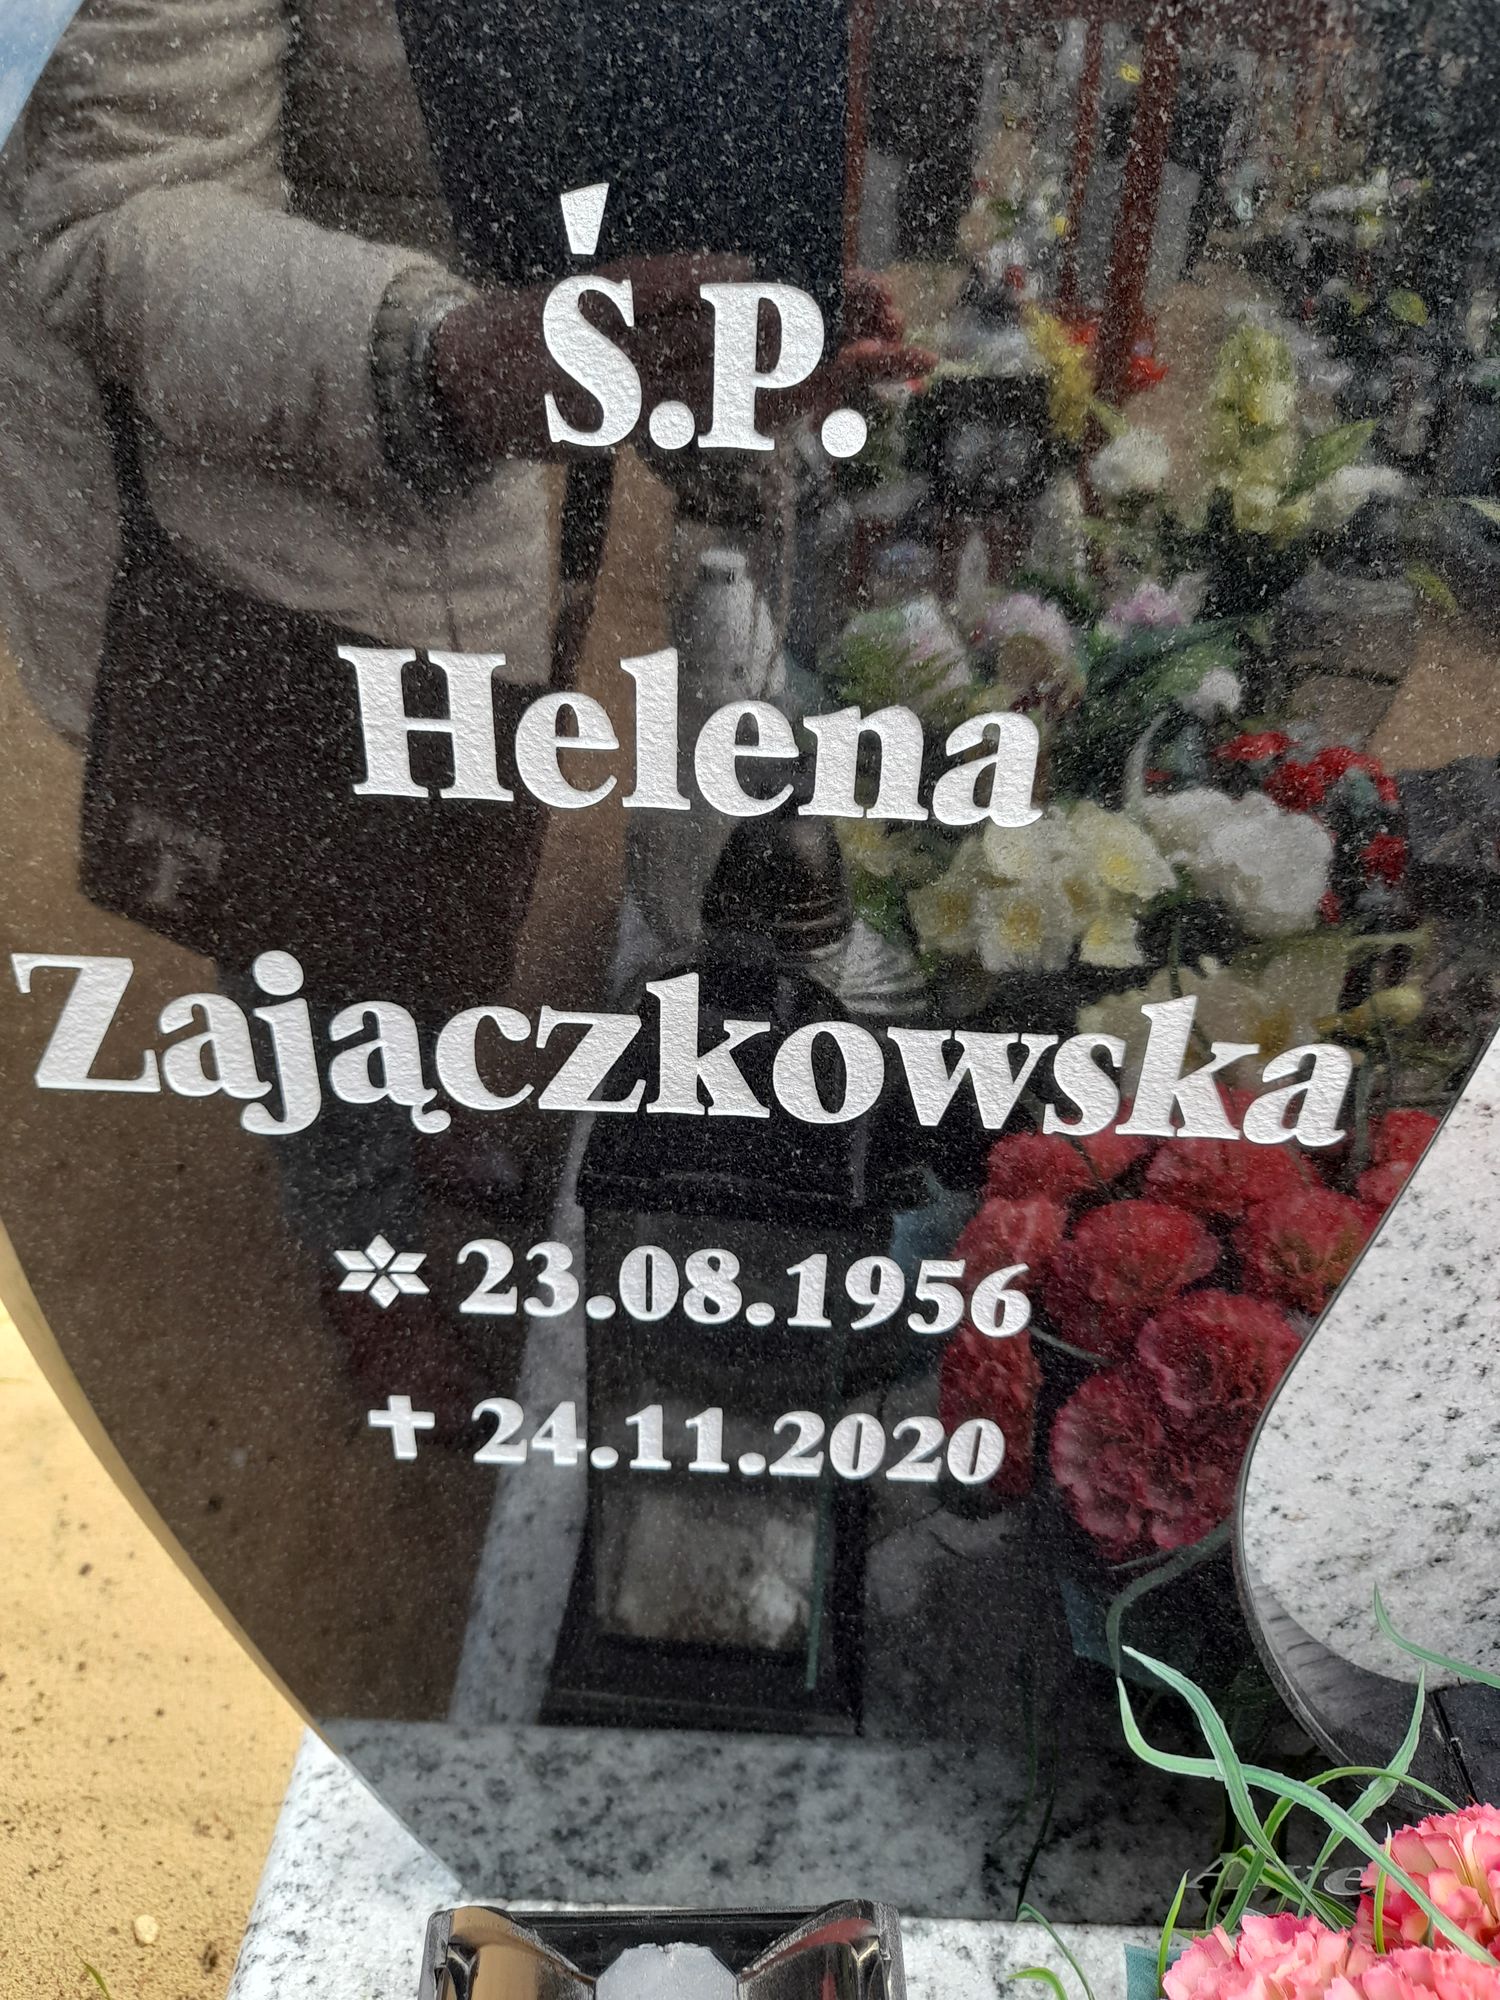 Ś.P.
Helena
Zajączkowska
23.08.1956
✝ 24.11.2020